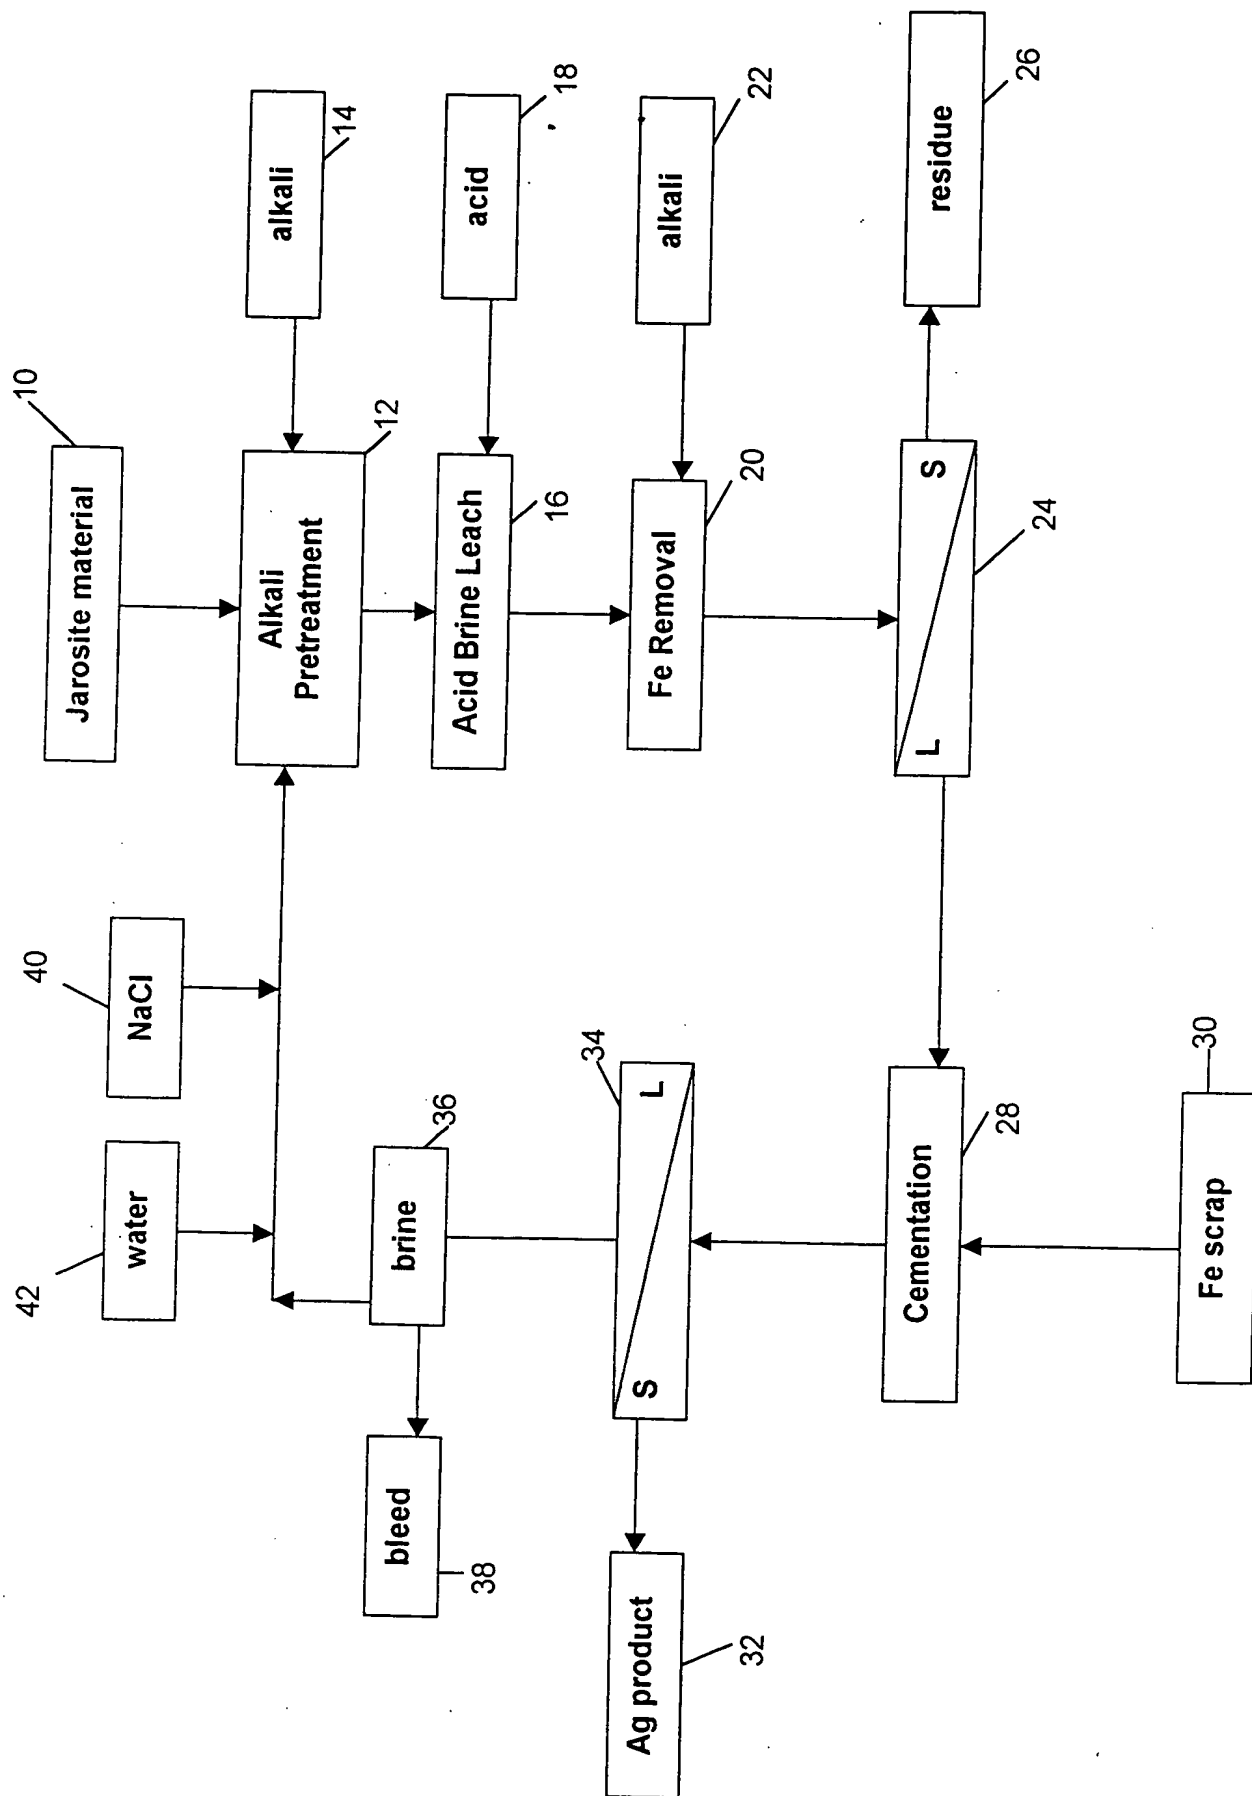 Jarosite material
10
alkali
14
Alkali
Pretreatment
12
acid
18
Acid Brine Leach
16
alkali
22
Fe Removal
20
L
S
24
residue
26
NaCl
40
water
42
brine
36
bleed
38
S
L
34
Ag product
32
Cementation
28
Fe scrap
30